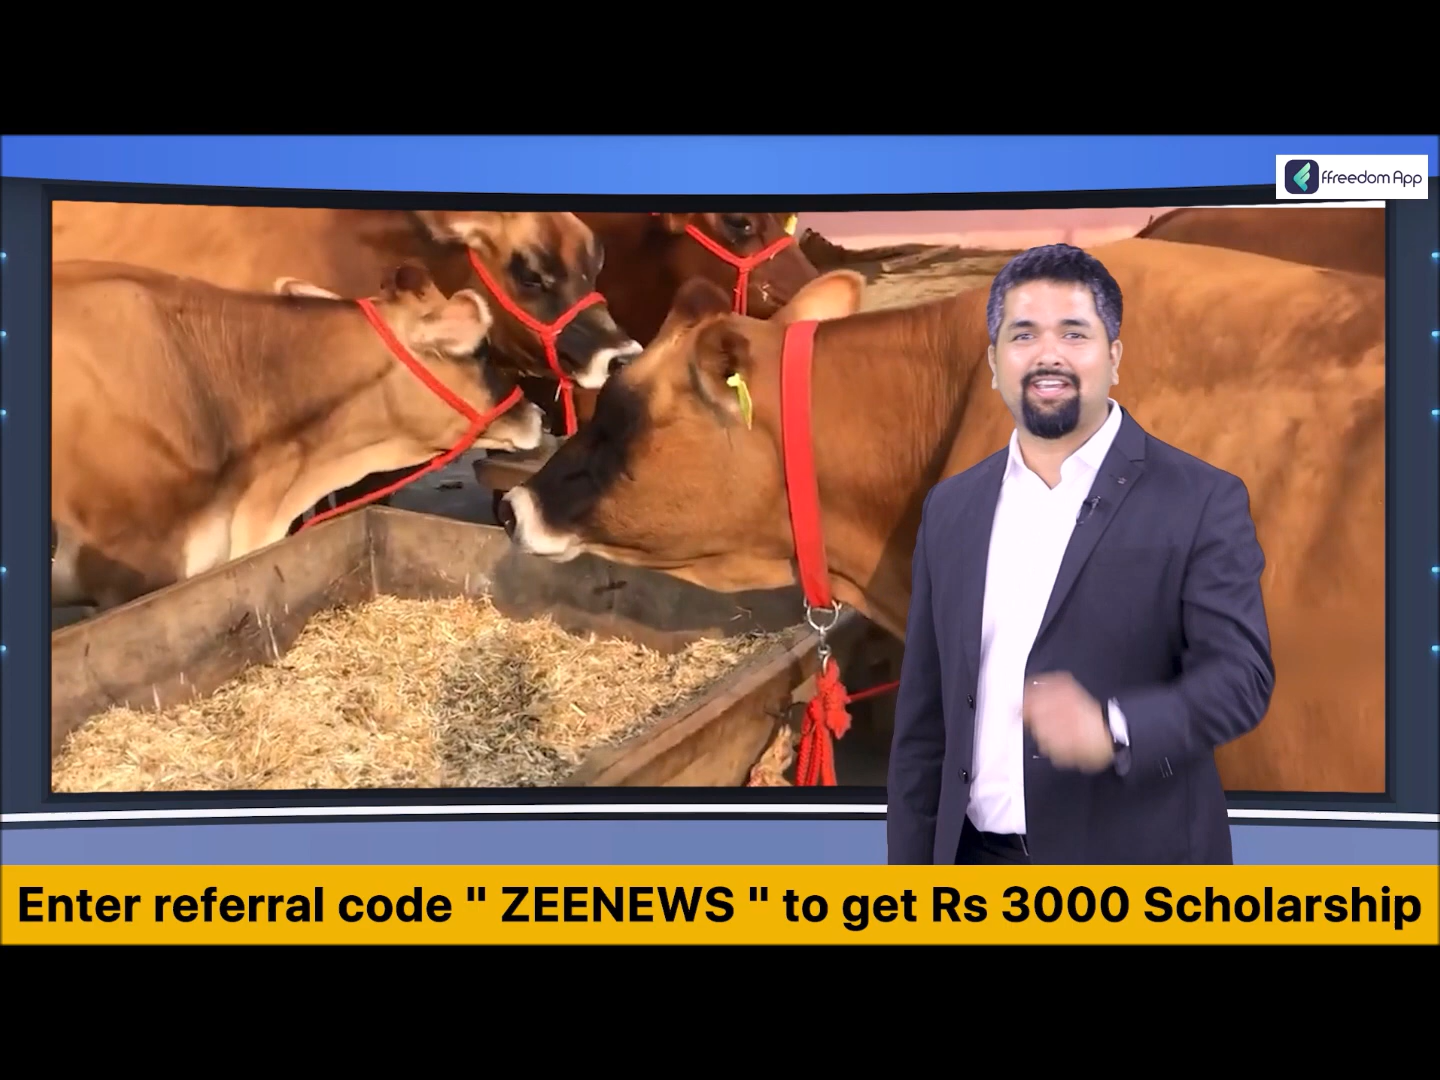 ffreedom App
Enter referral code " ZEENEWS " to get Rs 3000 Scholarship